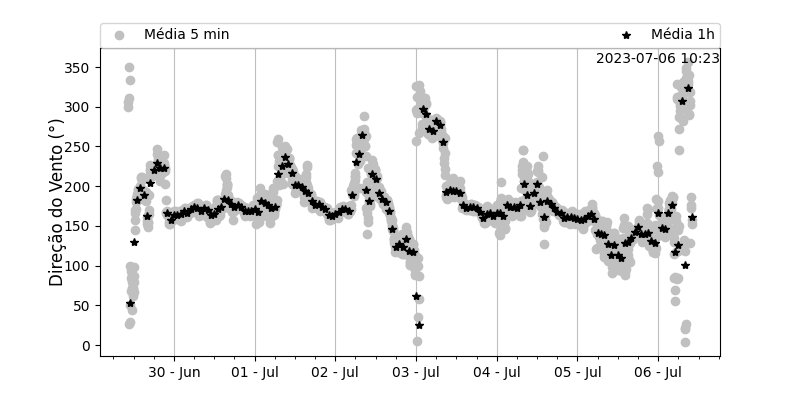 Média 5 min
Média 1h
2023-07-06 10:23
350
300
250
200
150
100
50
0
Direção do Vento (°)
30 - Jun
01 - Jul
02 - Jul
03 - Jul
04 - Jul
05 - Jul
06 - Jul